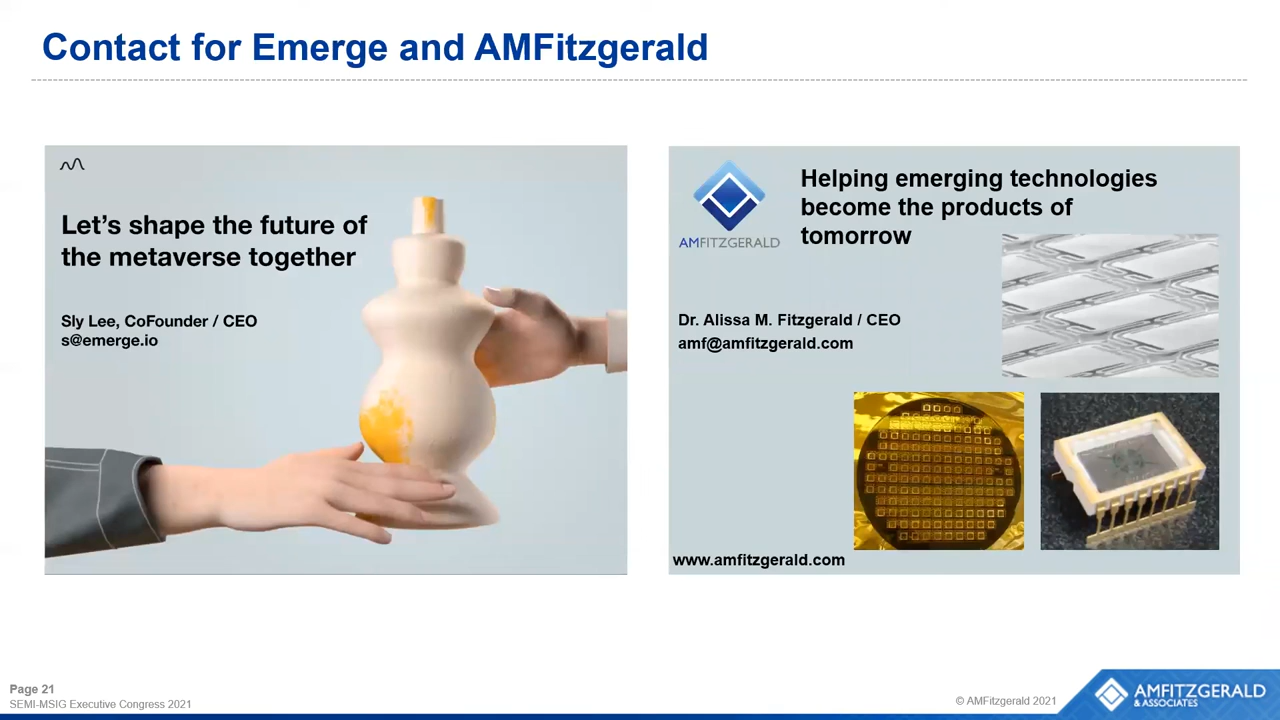 Contact for Emerge and AMFitzgerald
Let's shape the future of
the metaverse together
Sly Lee, CoFounder / CEO
s@emerge.io
AMFITZGERALD
Helping emerging technologies
become the products of
tomorrow
Dr. Alissa M. Fitzgerald / CEO
amf@amfitzgerald.com
www.amfitzgerald.com
Page 21
SEMI-MSIG Executive Congress 2021
© AMFitzgerald 2021
AMFITZGERALD
& ASSOCIATES